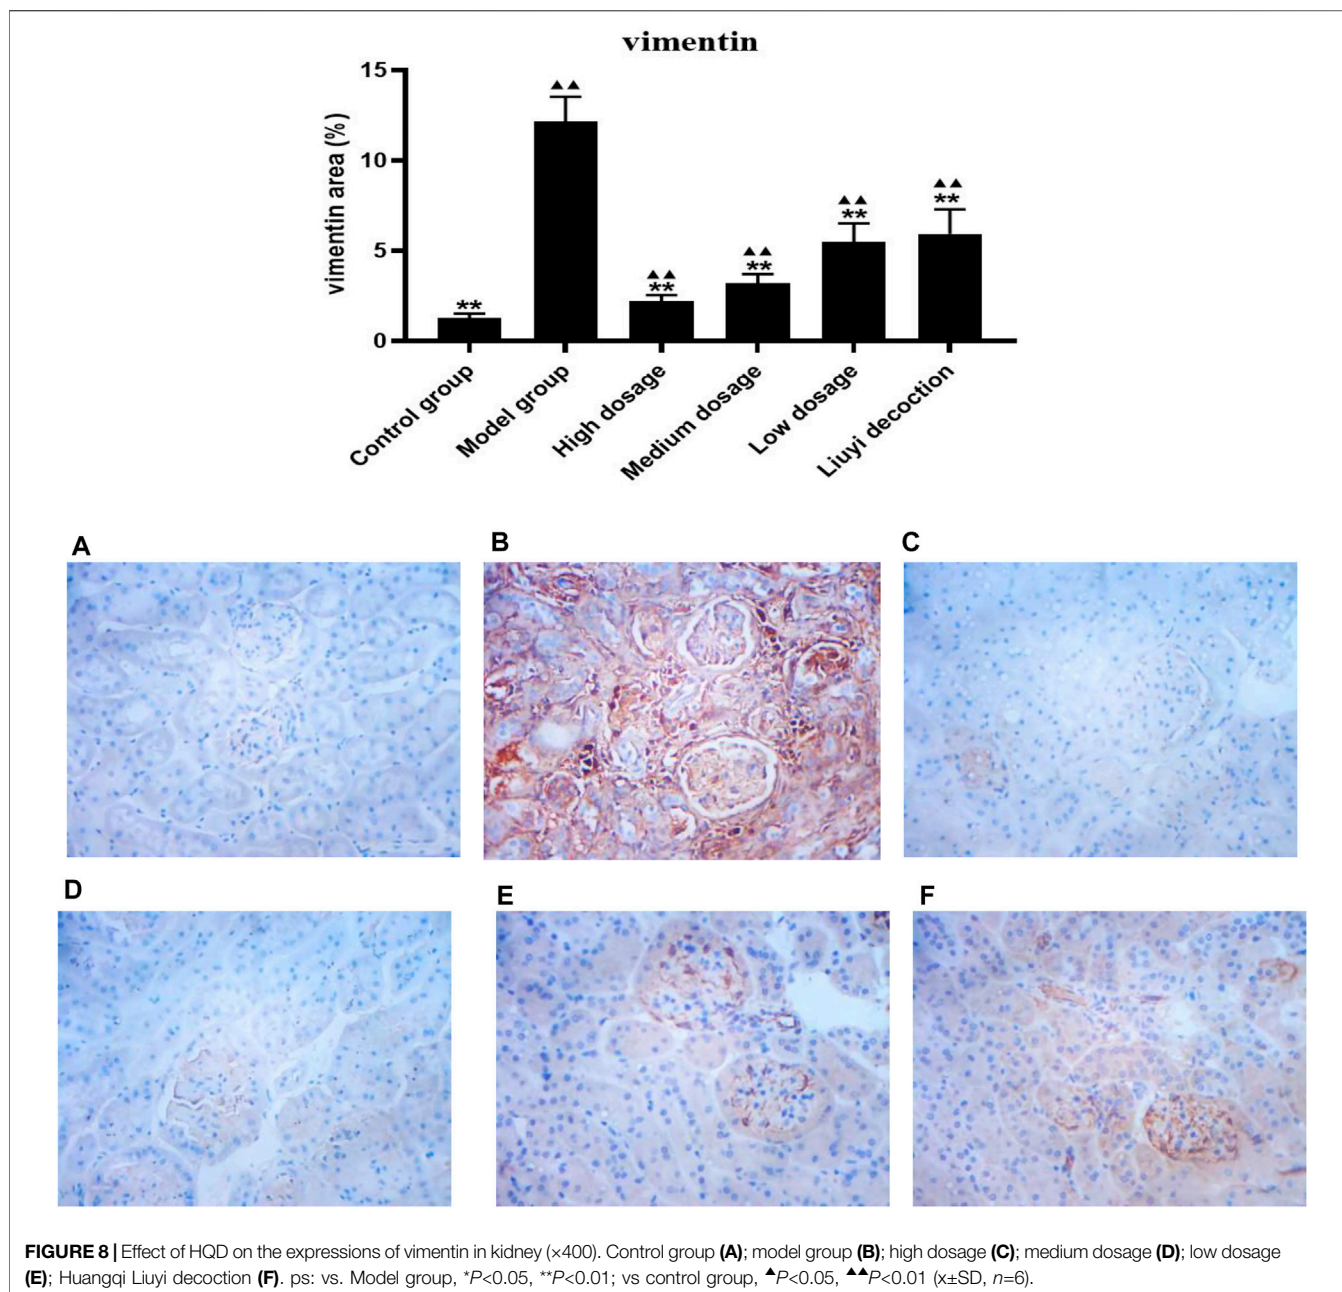 vimentin
vimentin area (%)
15
10
5
0
▲▲
**
▲▲
**
▲▲
**
▲▲
**
▲▲
**
Control group
Model group
High dosage
Medium dosage
Low dosage
Liuyi decoction
A
B
C
D
E
F
FIGURE 8 | Effect of HQD on the expressions of vimentin in kidney (×400). Control group (A); model group (B); high dosage (C); medium dosage (D); low dosage
(E); Huangqi Liuyi decoction (F). ps: vs. Model group, *P<0.05, **P<0.01; vs control group, ▲P<0.05, ▲▲P<0.01 (x±SD, n=6).